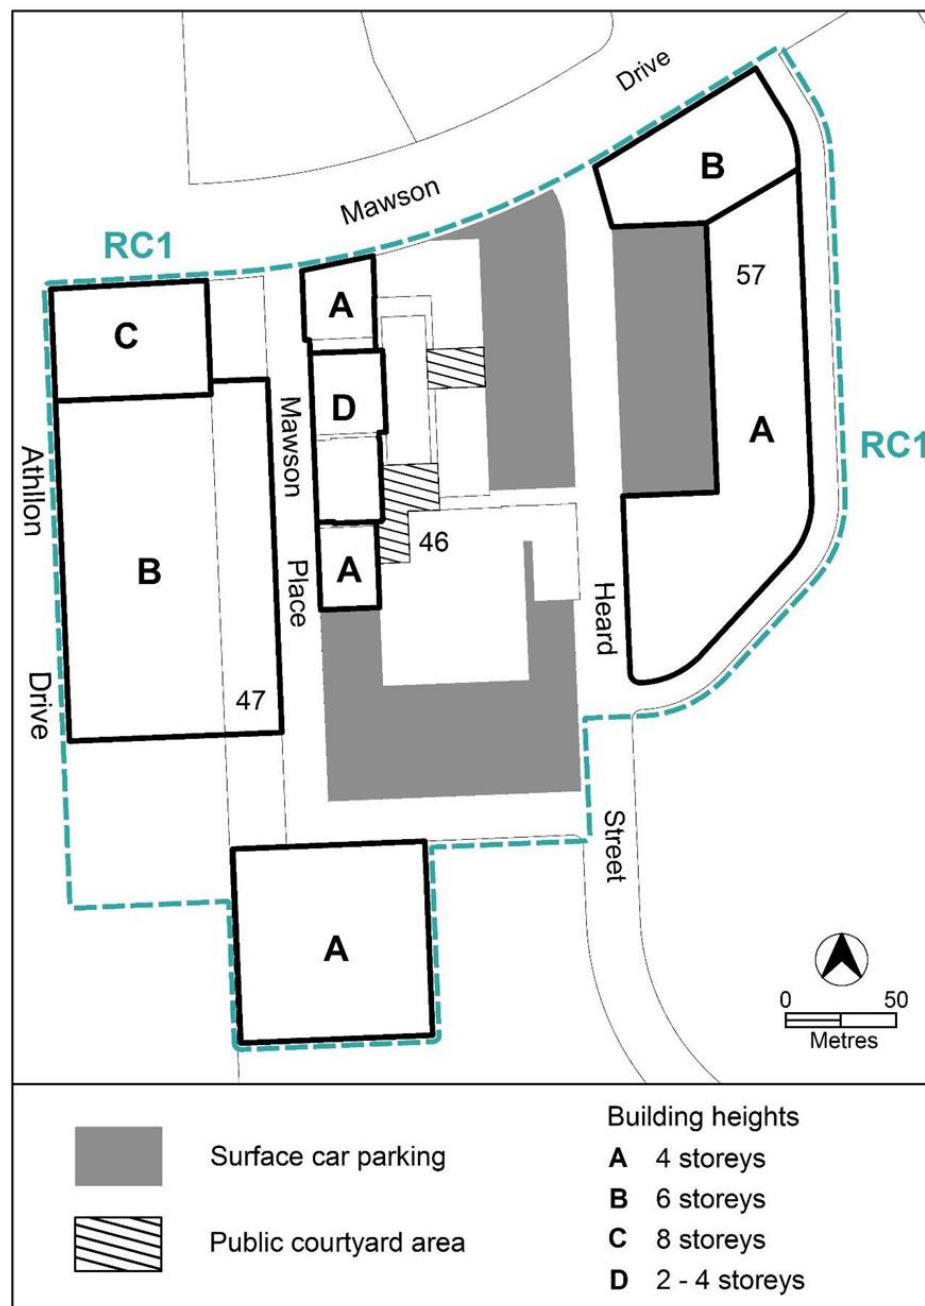 Drive
Mawson
B
RC1
57
A
C
D
Mawson
RC1
A
Athllon
46
A
B
Place
Heard
47
Drive
Street
A
0 50
Metres
Surface car parking
Public courtyard area
Building heights
A 4 storeys
B 6 storeys
C 8 storeys
D 2 - 4 storeys